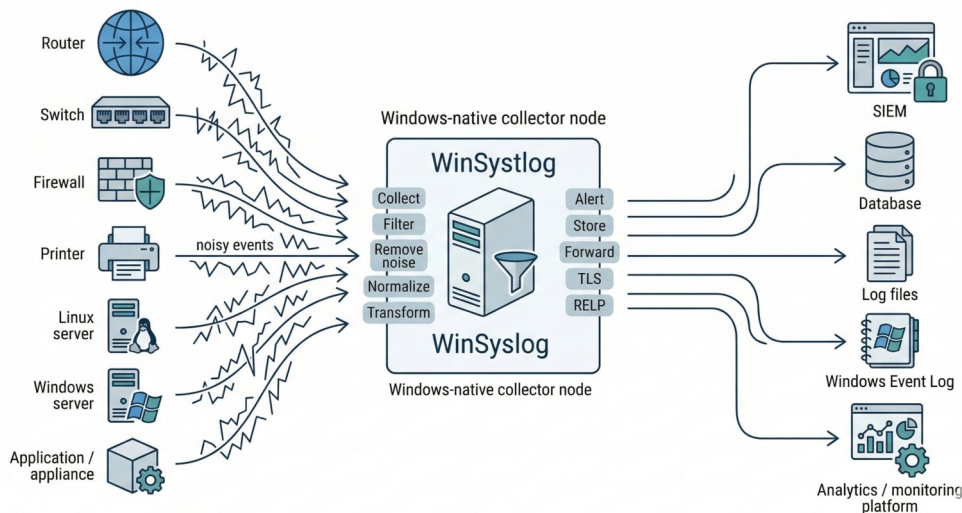 Router
Switch
Firewall
Printer
Linux
server
Windows
server
Application /
appliance
noisy events
Windows-native collector node
WinSystlog
Collect
Filter
Remove
noise
Normalize
Transform
Alert
Store
Forward
TLS
RELP
WinSyslog
Windows-native collector node
SIEM
Database
Log files
Windows Event Log
Analytics / monitoring
platform